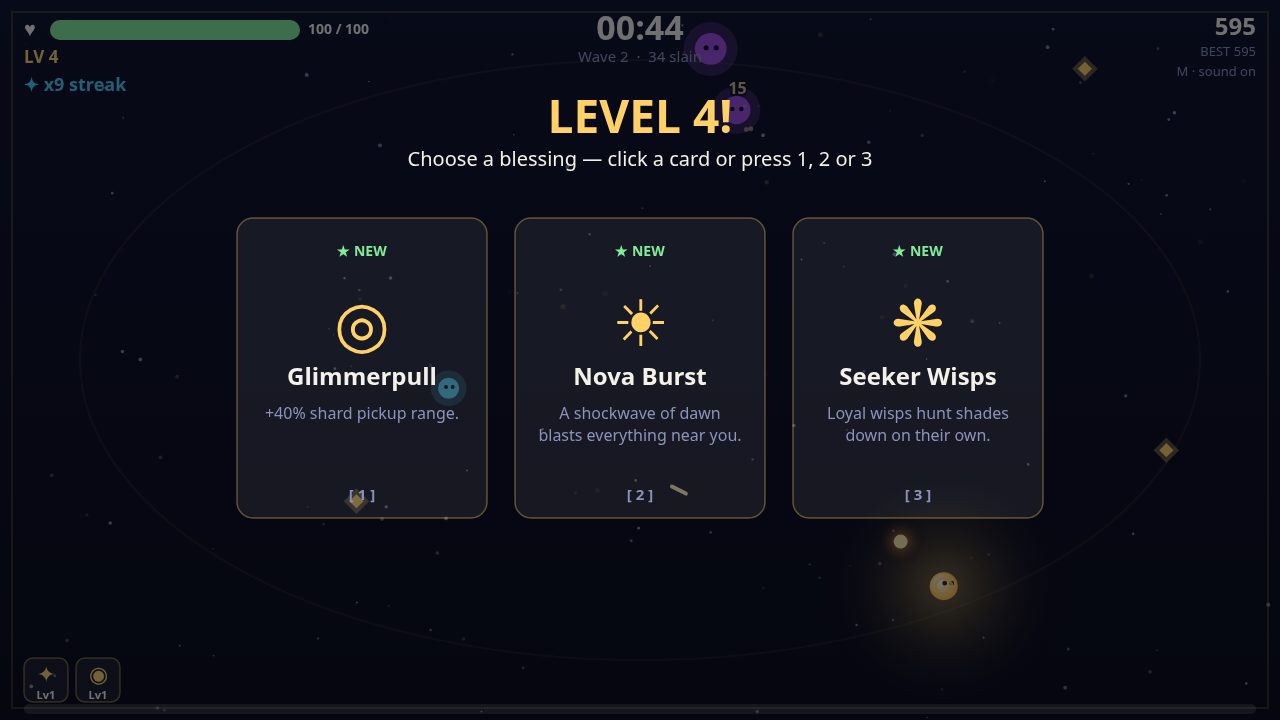 ♥ 100 / 100
00:44
595
LV 4
Wave 2 · 34 slain
BEST 595
✦ x9 streak
M · sound on
15
LEVEL 4!
Choose a blessing — click a card or press 1, 2 or 3
★ NEW
Glimmerpull
+40% shard pickup range.
[ 1 ]
★ NEW
Nova Burst
A shockwave of dawn
blasts everything near you.
[ 2 ]
★ NEW
Seeker Wisps
Loyal wisps hunt shades
down on their own.
[ 3 ]
Lv1
Lv1